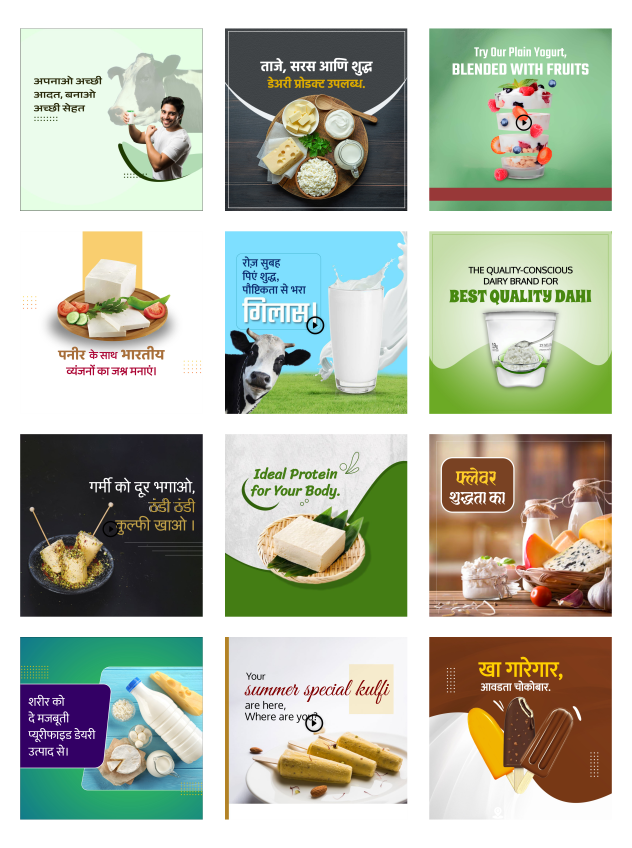 अपनाओ अच्छी
आदत, बनाओ
अच्छी सेहत
ताजे, सरस आणि शुद्ध
डेअरी प्रोडक्ट उपलब्ध.
Try Our Plain Yogurt,
BLENDED WITH FRUITS
पनीर के साथ भारतीय
व्यंजनों का जश्न मनाएं।
रोज़ सुबह
पिएं शुद्ध,
पौष्टिकता से भरा
गिलास।
THE QUALITY-CONSCIOUS
DAIRY BRAND FOR
BEST QUALITY DAHI
गर्मी को दूर भगाओ,
ठंडी ठंडी
कुल्फी खाओ ।
Ideal Protein
for Your Body.
फ्लेवर
शुद्धता का
शरीर को
दे मजबूती
प्यूरीफाइड डेयरी
उत्पाद से।
Your
summer special kulfi
are here,
Where are you?
खा गारेगार,
आवडता चोकोबार.